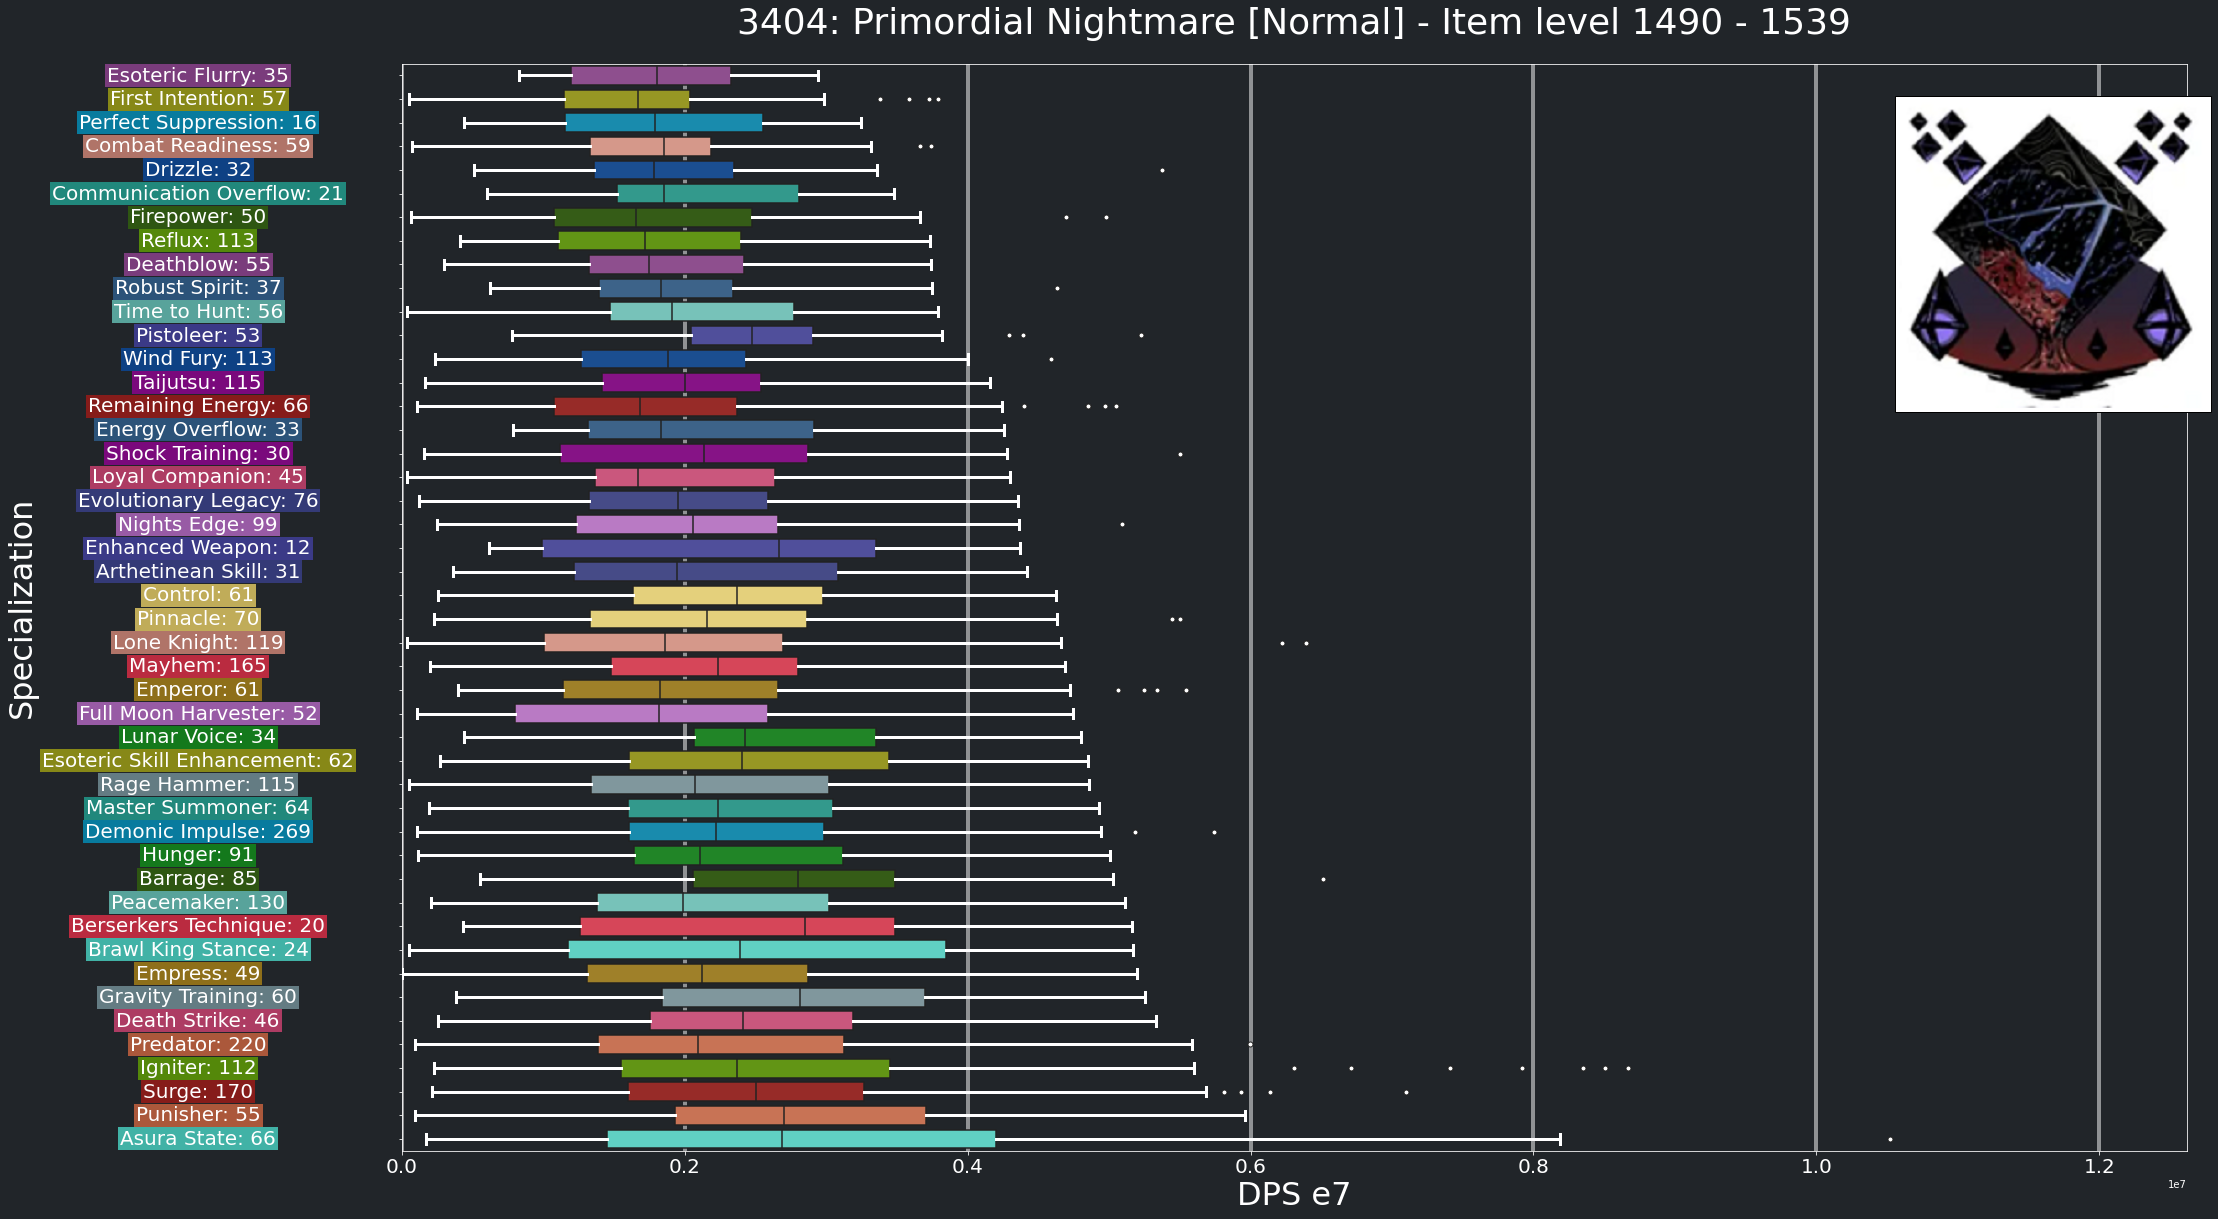 3404: Primordial Nightmare [Normal] - Item level 1490 - 1539
Esoteric Flurry: 35
First Intention: 57
Perfect Suppression: 16
Combat Readiness: 59
Drizzle: 32
Communication Overflow: 21
Firepower: 50
Reflux: 113
Deathblow: 55
Robust Spirit: 37
Time to Hunt: 56
Pistoleer: 53
Wind Fury: 113
Taijutsu: 115
Remaining Energy: 66
Energy Overflow: 33
Shock Training: 30
Loyal Companion: 45
Evolutionary Legacy: 76
Nights Edge: 99
Enhanced Weapon: 12
Arthetinean Skill: 31
Control: 61
Pinnacle: 70
Lone Knight: 119
Mayhem: 165
Emperor: 61
Full Moon Harvester: 52
Lunar Voice: 34
Esoteric Skill Enhancement: 62
Rage Hammer: 115
Master Summoner: 64
Demonic Impulse: 269
Hunger: 91
Barrage: 85
Peacemaker: 130
Berserkers Technique: 20
Brawl King Stance: 24
Empress: 49
Gravity Training: 60
Death Strike: 46
Predator: 220
Igniter: 112
Surge: 170
Punisher: 55
Asura State: 66
Specialization
0.0 0.2 0.4 0.6 0.8 1.0 1.2
1e7
DPS e7